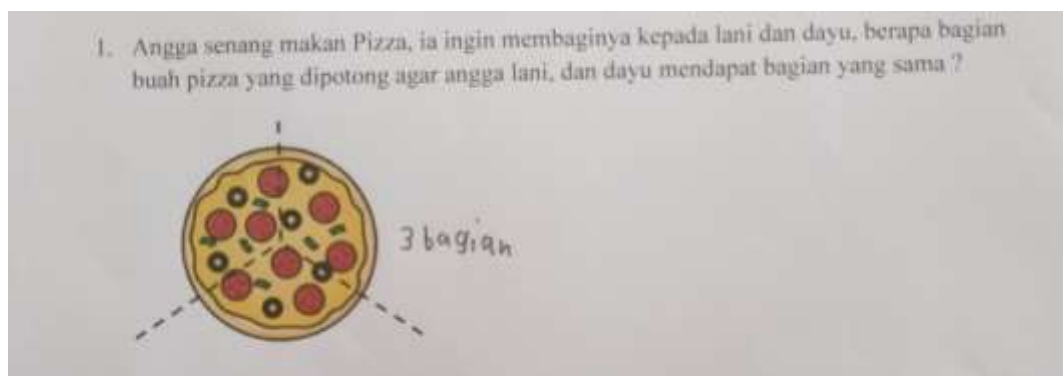 1. Angga senang makan Pizza, ia ingin membaginya kepada lani dan dayu, berapa bagian
buah pizza yang dipotong agar angga lani, dan dayu mendapat bagian yang sama ?
3 bagian